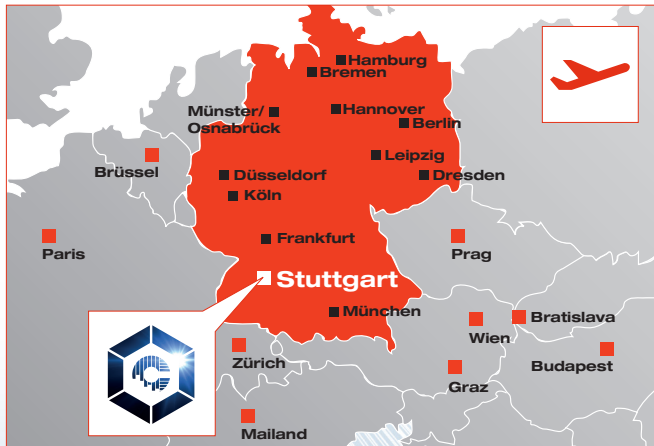 Hamburg
Bremen
Münster/
Osnabrück
Hannover
Berlin
Leipzig
Brüssel
Düsseldorf
Dresden
Köln
Paris
Frankfurt
Prag
Stuttgart
München
Bratislava
Wien
Zürich
Budapest
Graz
Mailand